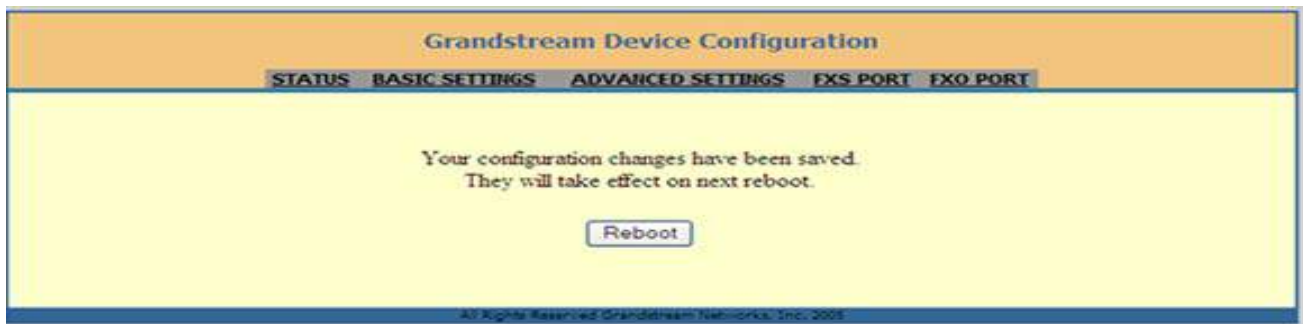 Grandstream Device Configuration
STATUS BASIC SETTINGS ADVANCED SETTINGS FXS PORT FXO PORT
Your configuration changes have been saved.
They will take effect on next reboot.
Reboot
All Rights Reserved Grandstream Networks, Inc. 2005